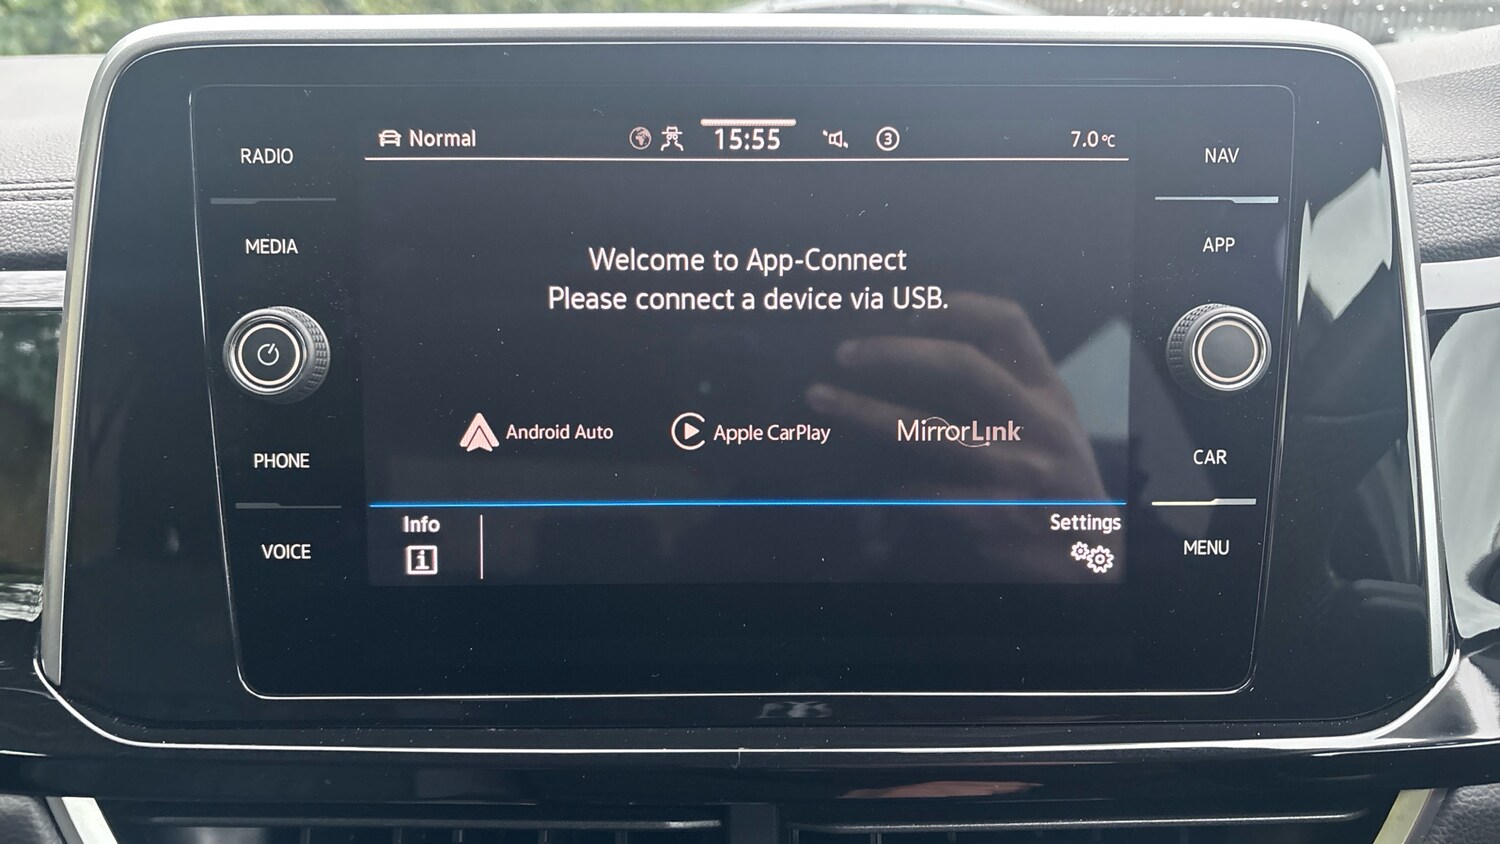 RADIO
MEDIA
PHONE
VOICE
Normal
15:55
3
7.0°C
Welcome to App-Connect
Please connect a device via USB.
Android Auto
Apple CarPlay
MirrorLink
Info
i
Settings
NAV
APP
CAR
MENU